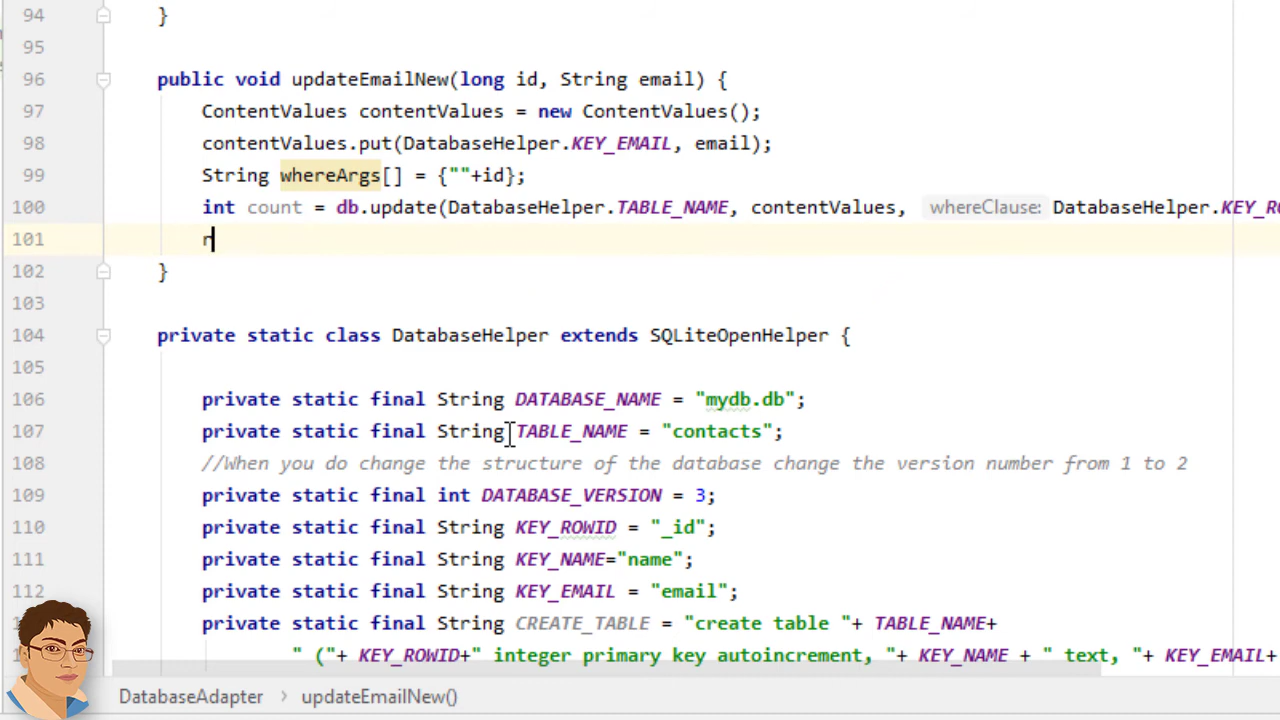 94 }
95
96 public void updateEmailNew(long id, String email) {
97 ContentValues contentValues = new ContentValues();
98 contentValues.put(DatabaseHelper.KEY_EMAIL, email);
99 String whereArgs[] = {""+id};
100 int count = db.update(DatabaseHelper.TABLE_NAME, contentValues, whereClause: DatabaseHelper.KEY_RO
101 r
102 }
103
104 private static class DatabaseHelper extends SQLiteOpenHelper {
105
106 private static final String DATABASE_NAME = "mydb.db";
107 private static final String TABLE_NAME = "contacts";
108 //When you do change the structure of the database change the version number from 1 to 2
109 private static final int DATABASE_VERSION = 3;
110 private static final String KEY_ROWID = "_id";
111 private static final String KEY_NAME="name";
112 private static final String KEY_EMAIL = "email";
private static final String CREATE_TABLE = "create table "+ TABLE_NAME+
" ("+ KEY_ROWID+" integer primary key autoincrement, "+ KEY_NAME + " text, "+ KEY_EMAIL+
DatabaseAdapter › updateEmailNew()